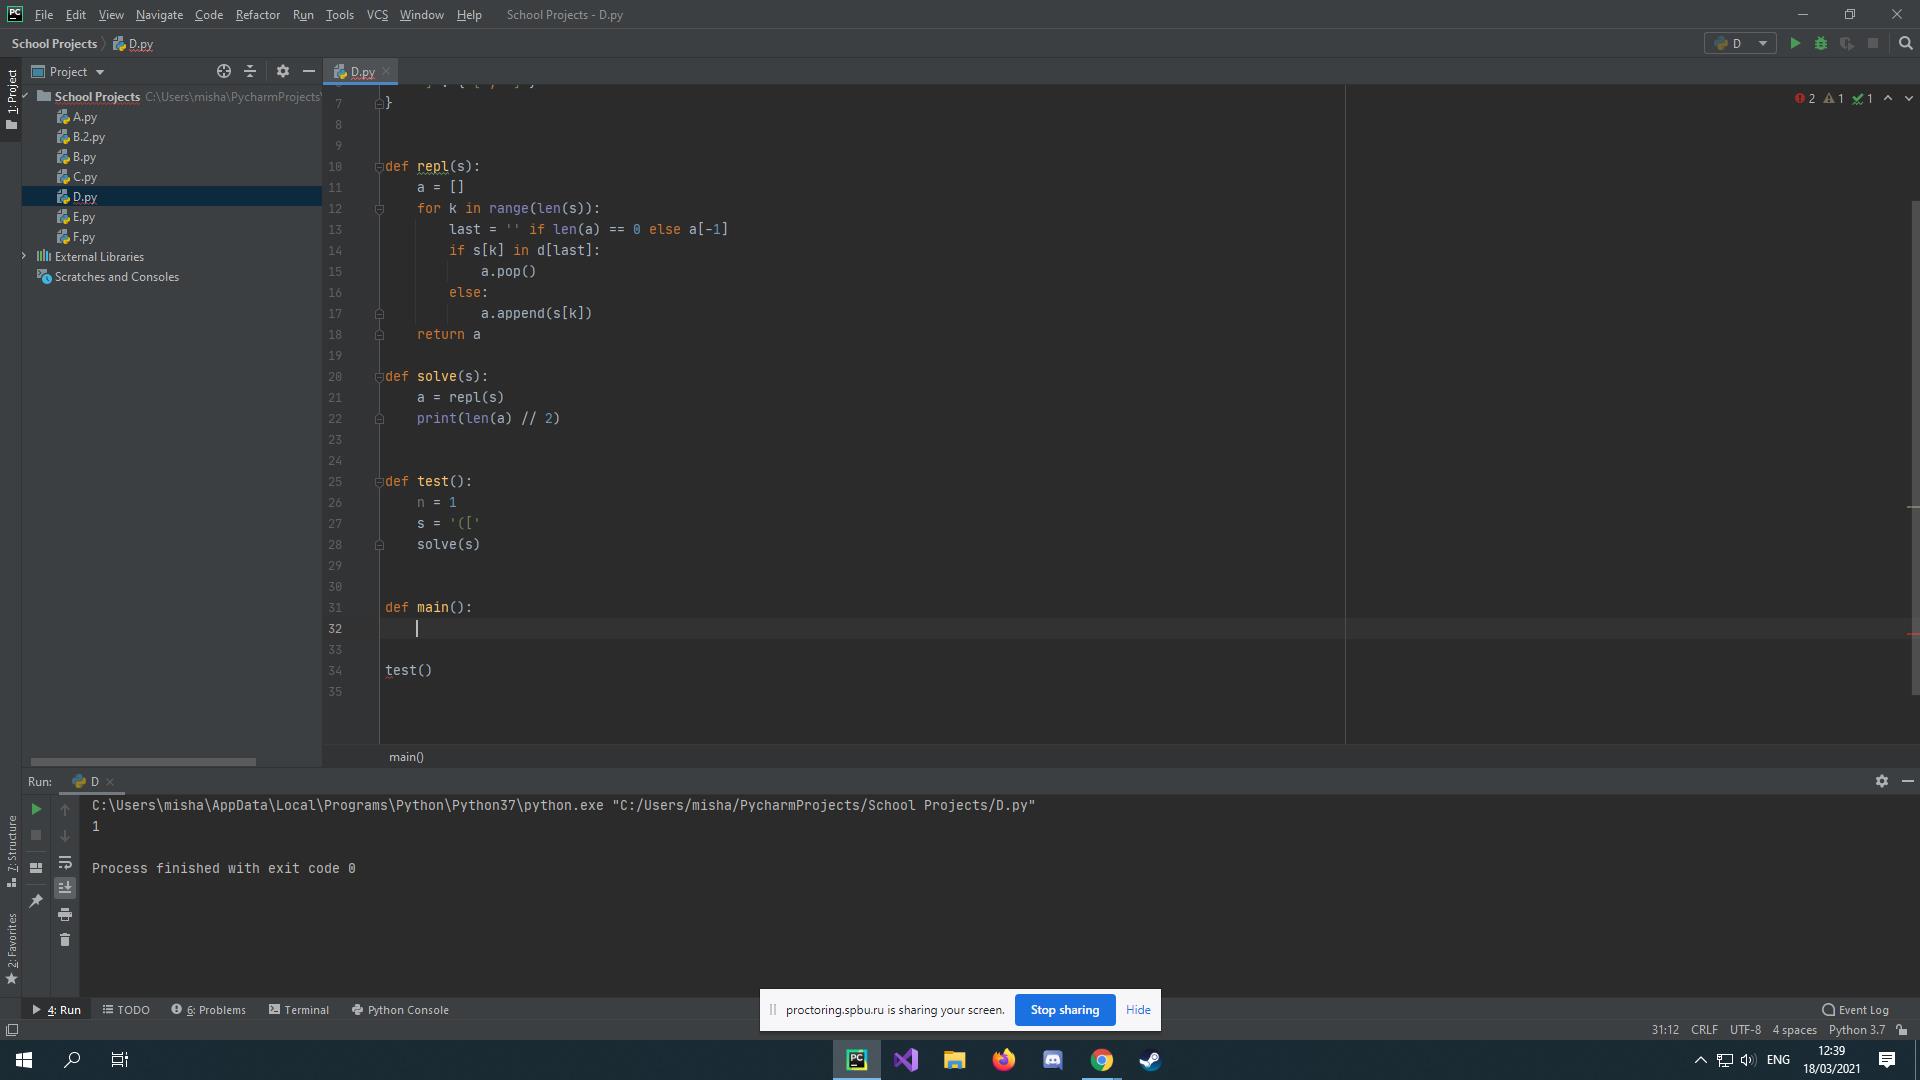 File Edit View Navigate Code Refactor Run Tools VCS Window Help School Projects - D.py
School Projects D.py
D
Project
D.py
1: Project
School Projects C:\Users\misha\PycharmProjects\
A.py
B.2.py
B.py
C.py
D.py
E.py
F.py
External Libraries
Scratches and Consoles
2 1 1
7 }
8
9
10 def repl(s):
11 a = []
12 for k in range(len(s)):
13 last = '' if len(a) == 0 else a[-1]
14 if s[k] in d[last]:
15 a.pop()
16 else:
17 a.append(s[k])
18 return a
19
20 def solve(s):
21 a = repl(s)
22 print(len(a) // 2)
23
24
25 def test():
26 n = 1
27 s = '(['
28 solve(s)
29
30
31 def main():
32
33
34 test()
35
main()
Run: D
C:\Users\misha\AppData\Local\Programs\Python\Python37\python.exe "C:/Users/misha/PycharmProjects/School Projects/D.py"
1
Process finished with exit code 0
7: Structure
2: Favorites
proctoring.spbu.ru is sharing your screen. Stop sharing Hide
4: Run TODO 6: Problems Terminal Python Console Event Log
31:12 CRLF UTF-8 4 spaces Python 3.7
PC
ENG
12:39
18/03/2021